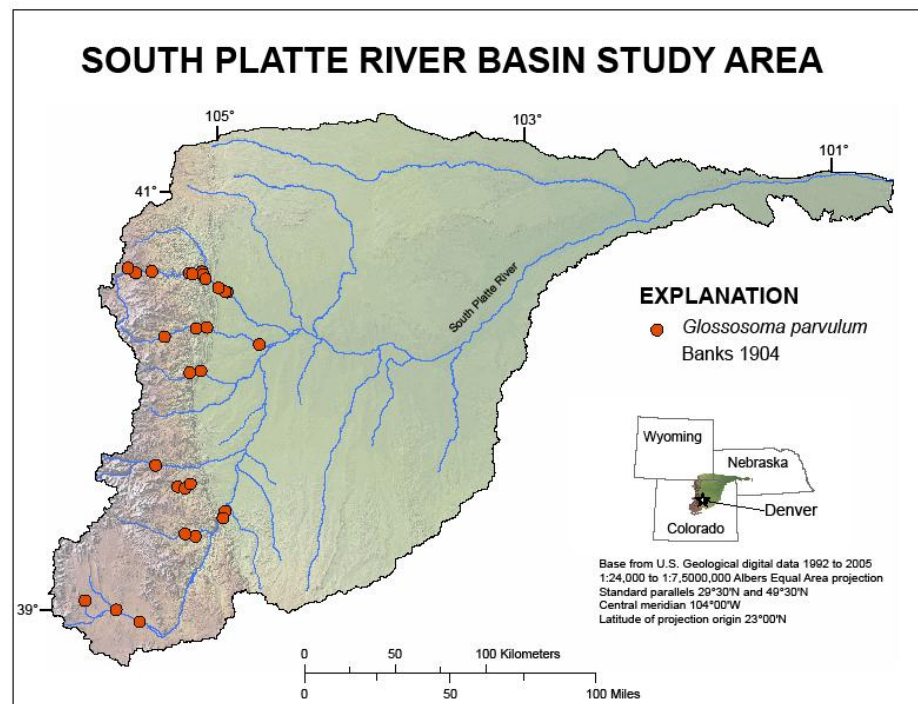 SOUTH PLATTE RIVER BASIN STUDY AREA
105°
103°
101°
41°
South Platte River
EXPLANATION
Glossosoma parvulum
Banks 1904
Wyoming
Nebraska
Denver
Colorado
Base from U.S. Geological digital data 1992 to 2005
1:24,000 to 1:7,5000,000 Albers Equal Area projection
Standard parallels 29°30'N and 49°30'N
Central meridian 104°00'W
Latitude of projection origin 23°00'N
39°
0 50 100 Kilometers
0 50 100 Miles